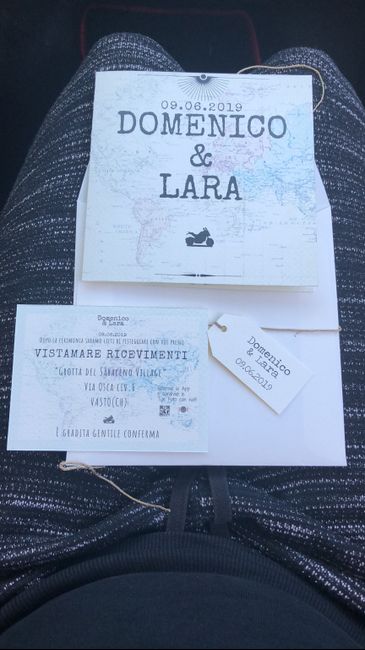 09.06.2019
DOMENICO
&
LARA
Domenico
& Lara
09.06.2019
DOPO LA CERIMONIA SAREMO LIETI DI FESTEGGIARE CON VOI PRESSO
VISTAMARE RICEVIMENTI
"GROTTA DEL SARACENO VILLAGE"
VIA OSCA CIV.6
VASTO(CH)
È GRADITA GENTILE CONFERMA
Domenico
& Lara
09.06.2019